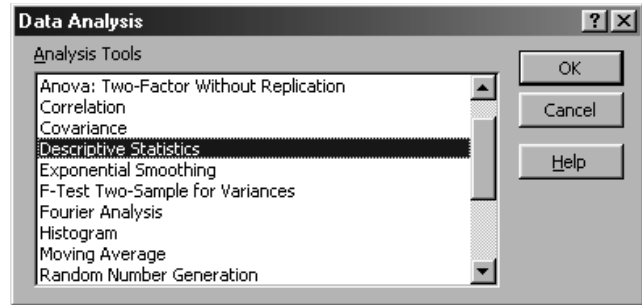 Data Analysis
Analysis Tools
Anova: Two-Factor Without Replication
Correlation
Covariance
Descriptive Statistics
Exponential Smoothing
F-Test Two-Sample for Variances
Fourier Analysis
Histogram
Moving Average
Random Number Generation
OK
Cancel
Help